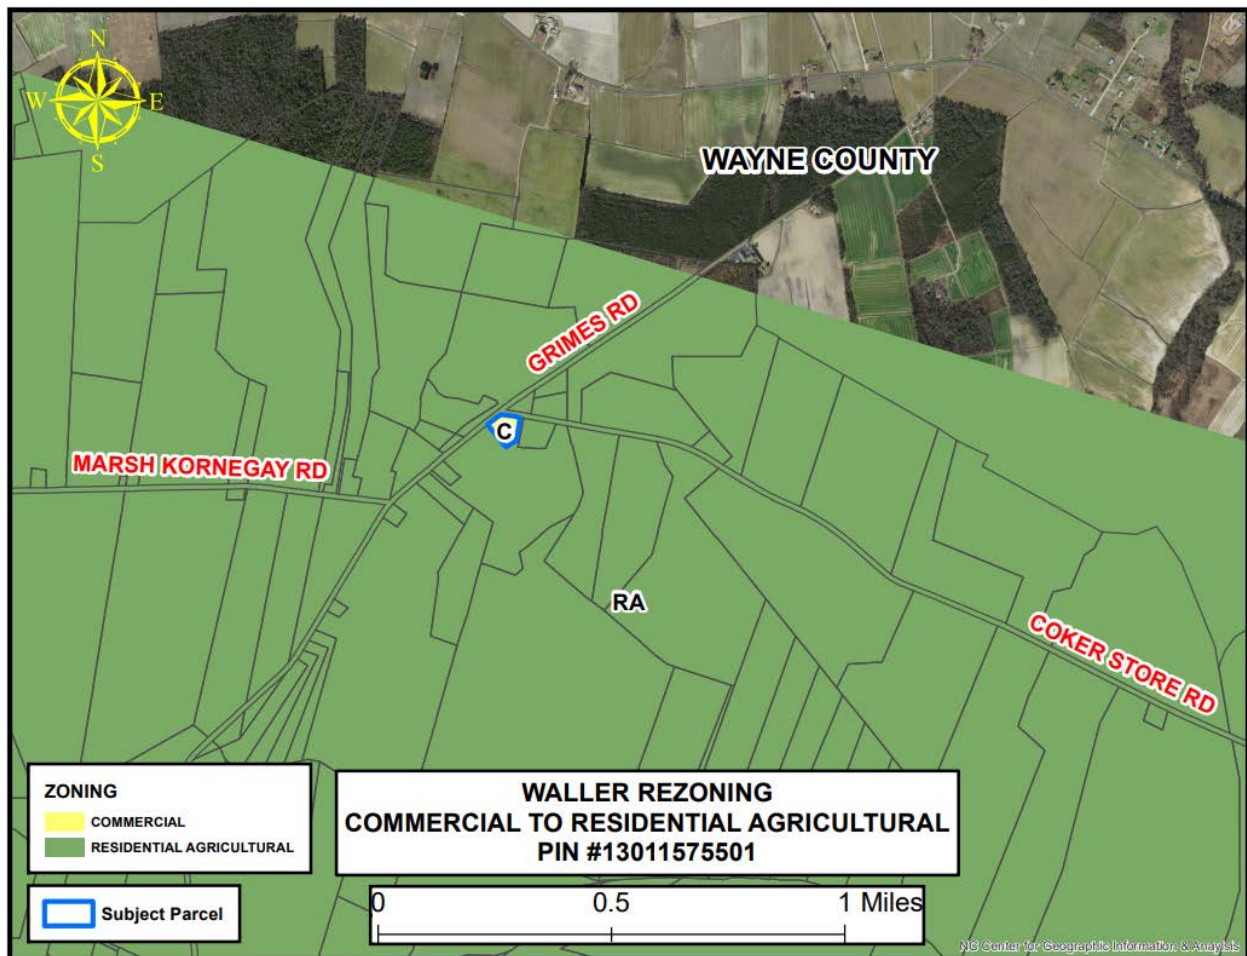 N
W E
S
WAYNE COUNTY
GRIMES RD
C
MARSH KORNEGAY RD
RA
COKER STORE RD
ZONING
COMMERCIAL
RESIDENTIAL AGRICULTURAL
Subject Parcel
WALLER REZONING
COMMERCIAL TO RESIDENTIAL AGRICULTURAL
PIN #13011575501
0 0.5 1 Miles
NC Center for Geographic Information & Anaylsis